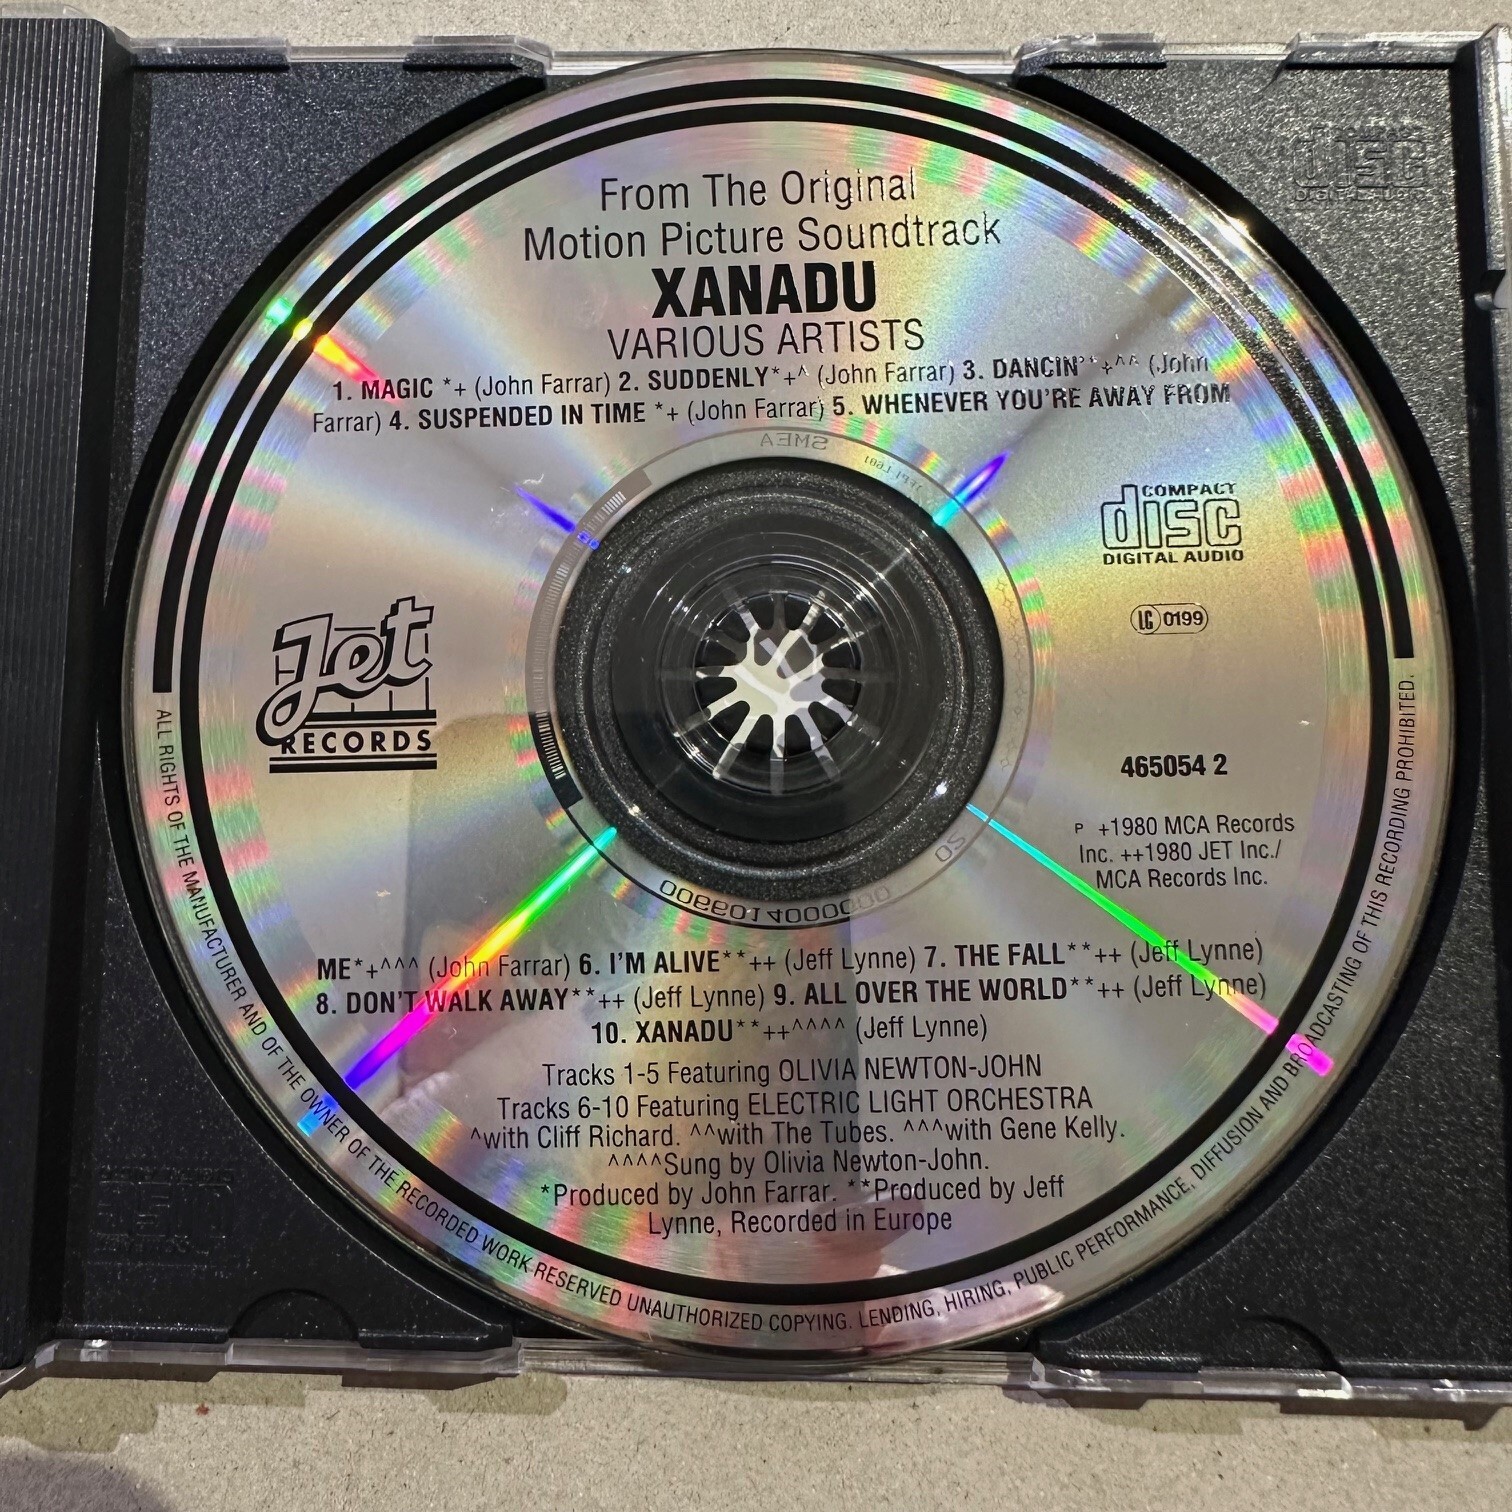 From The Original
Motion Picture Soundtrack
XANADU
VARIOUS ARTISTS
1. MAGIC *+ (John Farrar) 2. SUDDENLY*+^ (John Farrar) 3. DANCIN'*+^^ (John
Farrar) 4. SUSPENDED IN TIME *+ (John Farrar) 5. WHENEVER YOU'RE AWAY FROM
SMEA
COMPACT
disc
DIGITAL AUDIO
LC 0199
Jet
RECORDS
465054 2
P +1980 MCA Records
Inc. ++1980 JET Inc./
MCA Records Inc.
ME*+^^^ (John Farrar) 6. I'M ALIVE**++ (Jeff Lynne) 7. THE FALL**++ (Jeff Lynne)
8. DON'T WALK AWAY**++ (Jeff Lynne) 9. ALL OVER THE WORLD**++ (Jeff Lynne)
10. XANADU**++^^^^ (Jeff Lynne)
Tracks 1-5 Featuring OLIVIA NEWTON-JOHN
Tracks 6-10 Featuring ELECTRIC LIGHT ORCHESTRA
^with Cliff Richard. ^^with The Tubes. ^^^with Gene Kelly.
^^^^Sung by Olivia Newton-John.
*Produced by John Farrar. **Produced by Jeff
Lynne, Recorded in Europe
ALL RIGHTS OF THE MANUFACTURER AND OF THE OWNER OF THE RECORDED WORK RESERVED UNAUTHORIZED COPYING. LENDING, HIRING, PUBLIC PERFORMANCE, DIFFUSION AND BROADCASTING OF THIS RECORDING PROHIBITED.